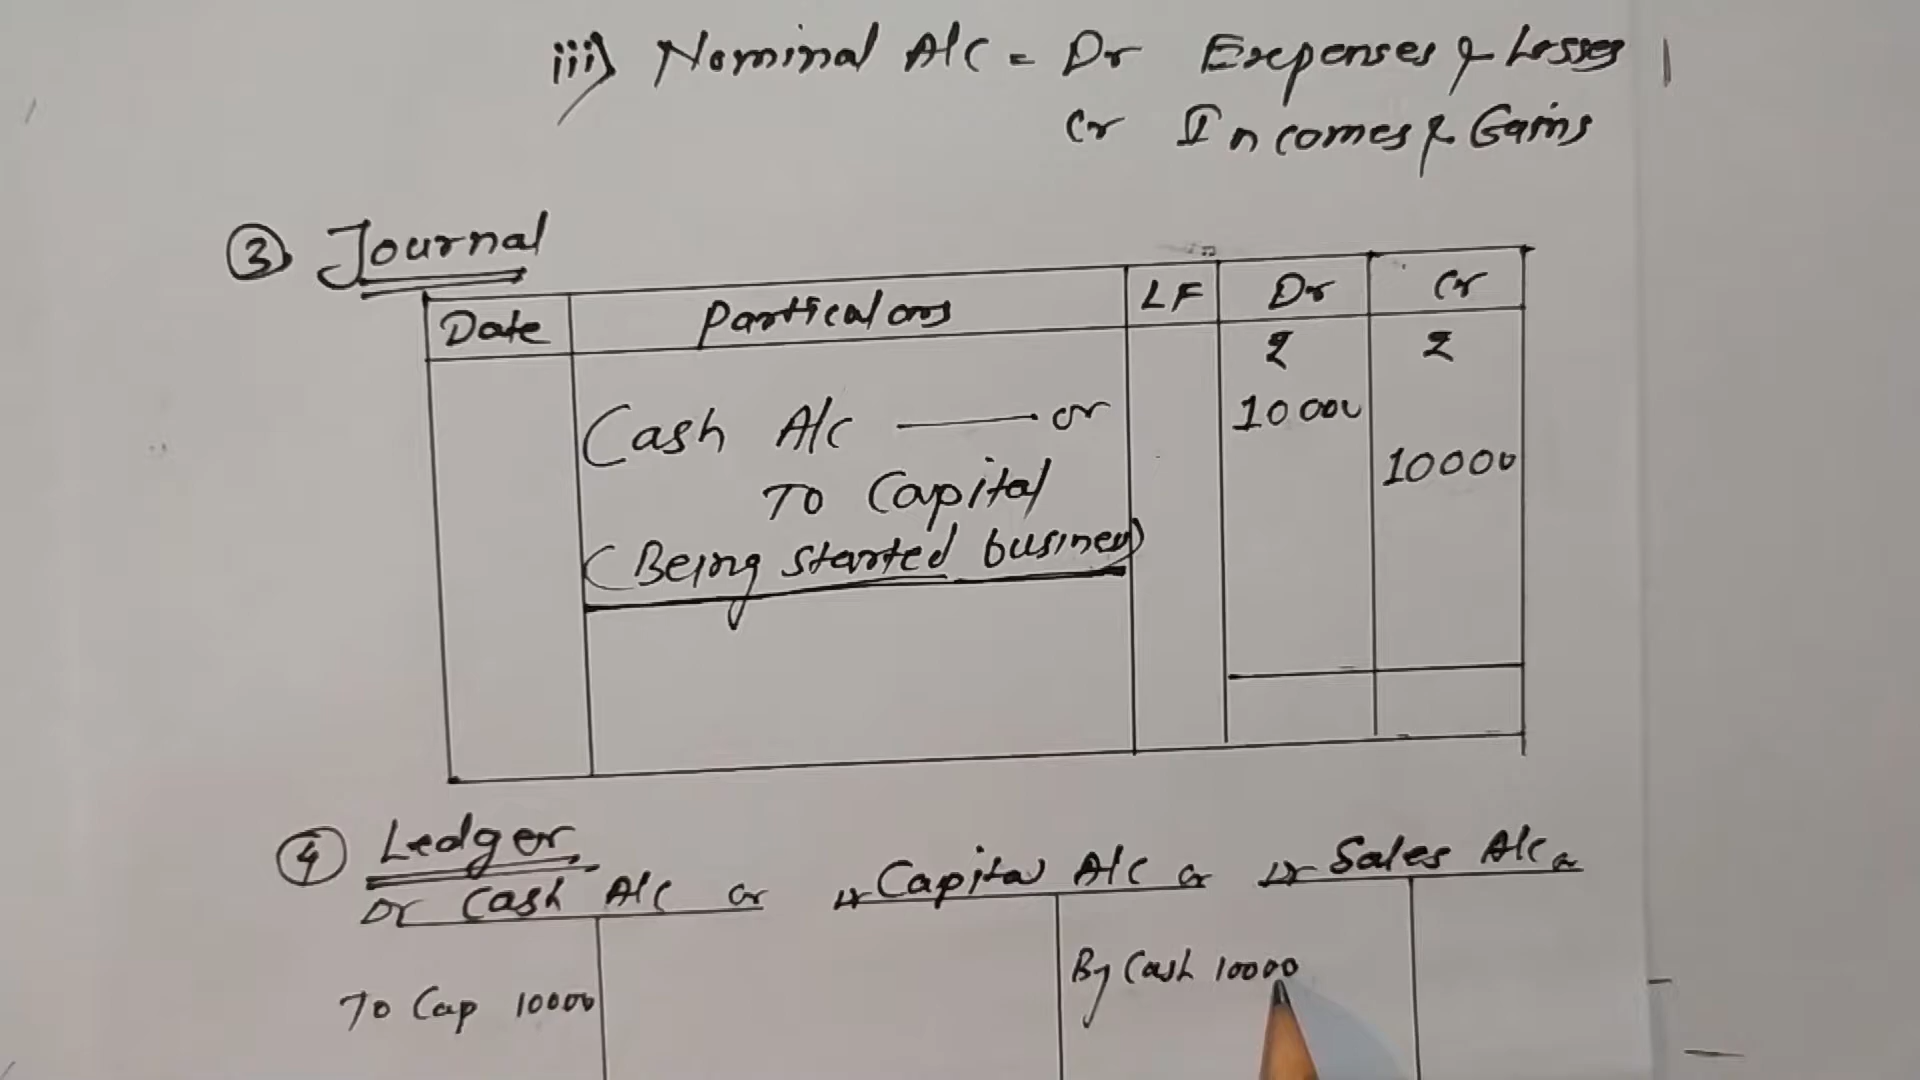 iii) Nominal A/C = Dr Expenses & Losses
Cr Incomes & Gains
③ Journal
Date Particulars LF Dr Cr
₹ ₹
Cash A/c —— Dr 10000
To Capital 10000
(Being started business)
④ Ledger
Dr Cash A/C Cr Dr Capital A/C Cr Dr Sales A/C Cr
To Cap 10000 By Cash 10000